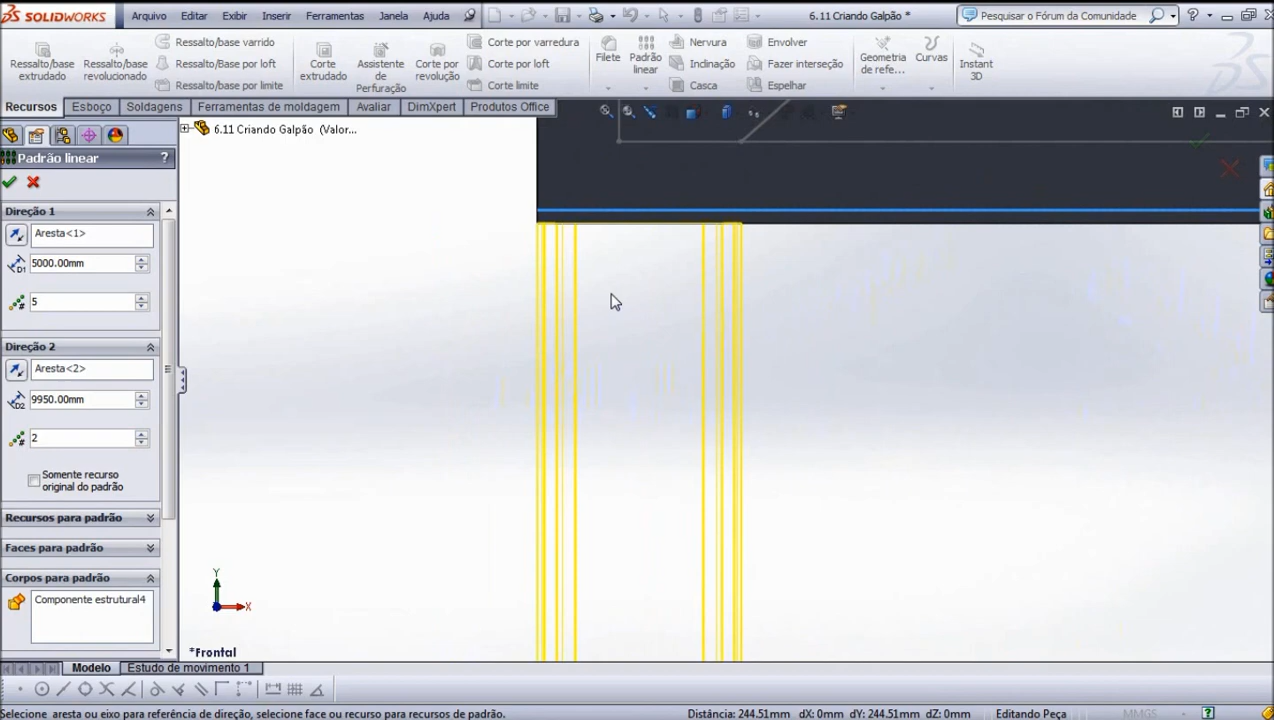 SOLIDWORKS
Arquivo Editar Exibir Inserir Ferramentas Janela Ajuda
6.11 Criando Galpão *
Pesquisar o Fórum da Comunidade
Ressalto/base extrudado
Ressalto/base revolucionado
Ressalto/base varrido
Ressalto/base por loft
Ressalto/base por limite
Corte extrudado
Assistente de Perfuração
Corte por revolução
Corte por varredura
Corte por loft
Corte limite
Filete
Padrão linear
Nervura
Inclinação
Casca
Envolver
Fazer interseção
Espelhar
Geometria de refe...
Curvas
Instant 3D
Recursos Esboço Soldagens Ferramentas de moldagem Avaliar DimXpert Produtos Office
6.11 Criando Galpão (Valor...
Padrão linear ?
Direção 1
Aresta<1>
D1 5000.00mm
# 5
Direção 2
Aresta<2>
D2 9950.00mm
# 2
Somente recurso
original do padrão
Recursos para padrão
Faces para padrão
Corpos para padrão
Componente estrutural4
Y
X
*Frontal
Modelo Estudo de movimento 1
Selecione aresta ou eixo para referência de direção, selecione face ou recurso para recursos de padrão.
Distância: 244.51mm dX: 0mm dY: 244.51mm dZ: 0mm Editando Peça MMGS